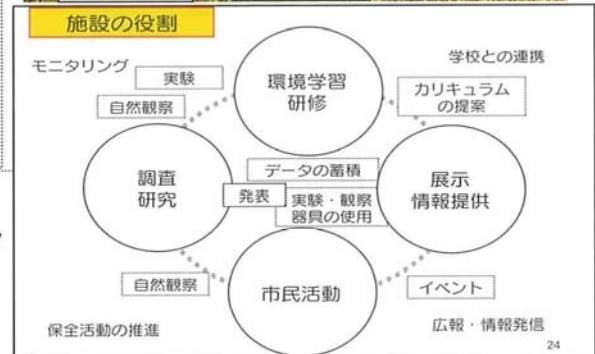 施設の役割
モニタリング
学校との連携
実験
自然観察
環境学習
研修
カリキュラム
の提案
調査
研究
データの蓄積
発表
実験・観察
器具の使用
展示
情報提供
自然観察
市民活動
イベント
保全活動の推進
広報・情報発信
24